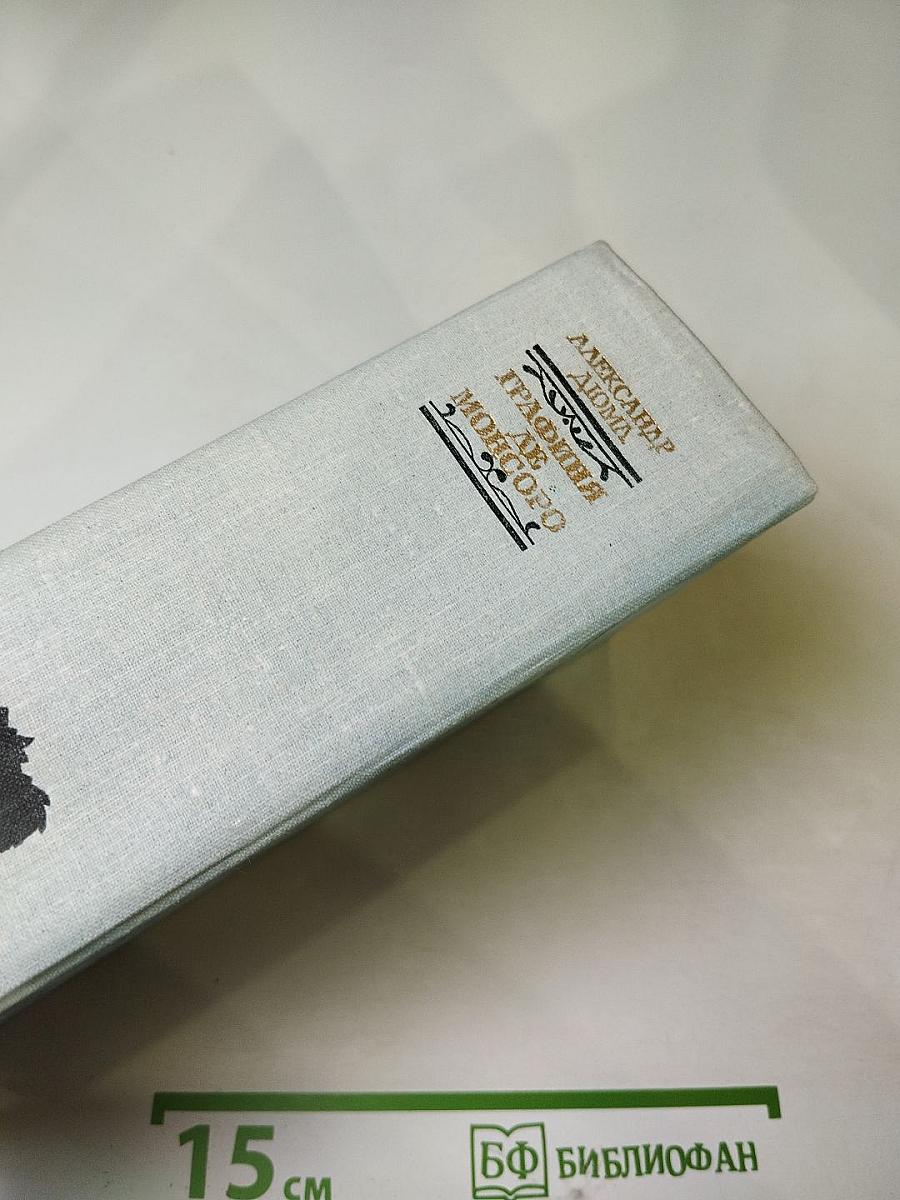 АЛЕКСАНДР
ДЮМА
ГРАФИНЯ
ДЕ
МОНСОРО
15 см
БФ БИБЛИОФАН